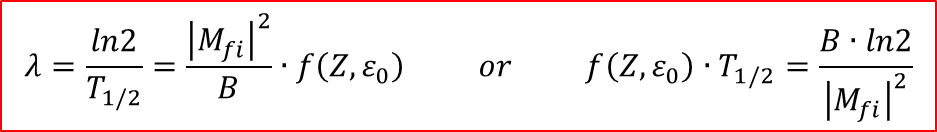 λ = ln2 / T_{1/2} = |M_{fi}|^2 / B · f(Z, ε_0) or f(Z, ε_0) · T_{1/2} = B · ln2 / |M_{fi}|^2